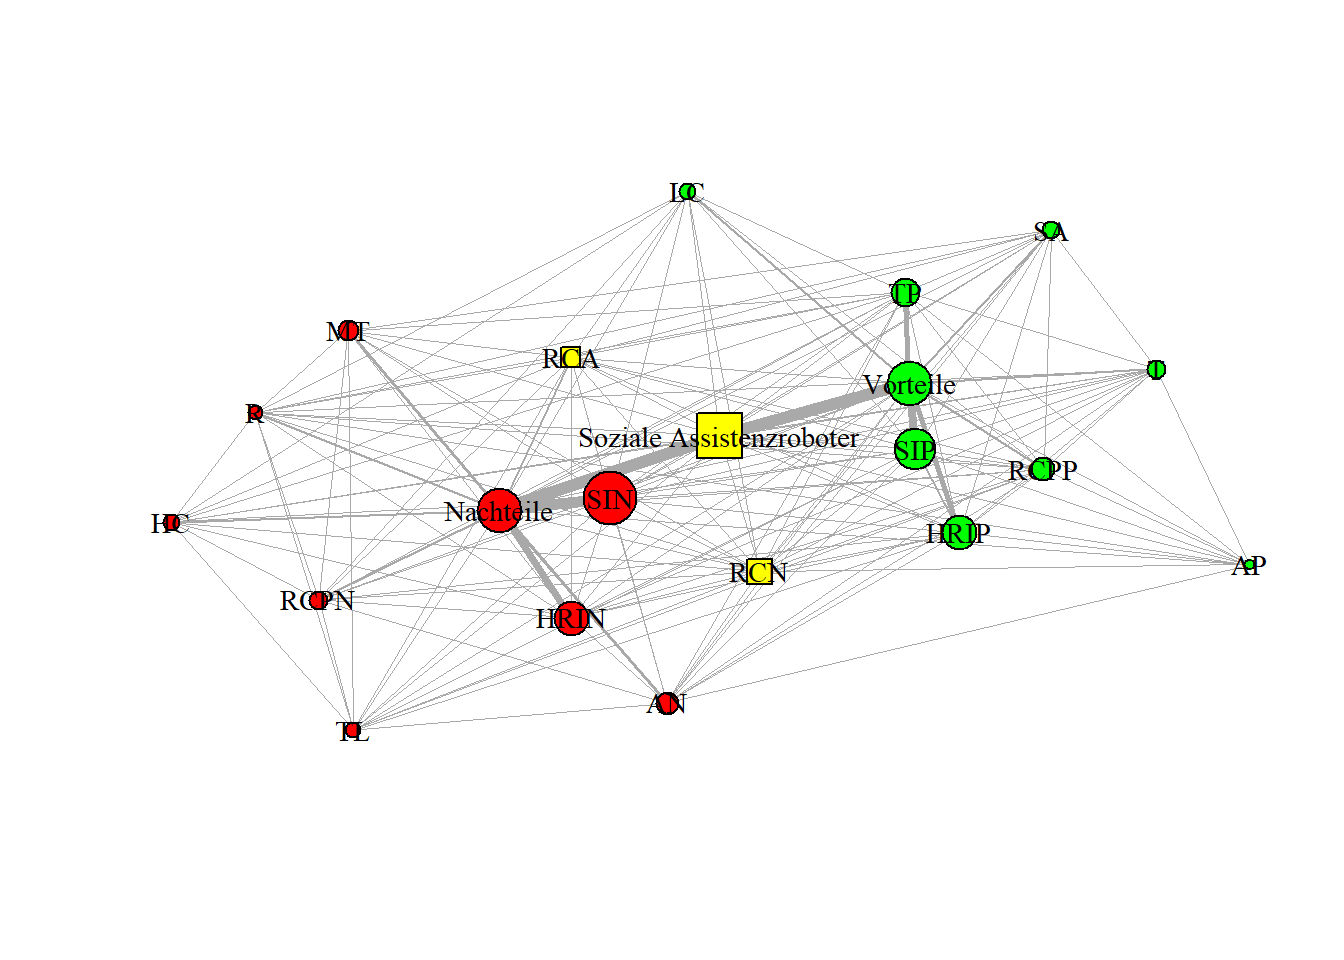 LC
SA
TP
MT
RCA
I
Vorteile
R
Soziale Assistenzroboter
SIP
RCPP
SIN
Nachteile
HC
HRIP
AP
RCN
RCPN
HRIN
AN
TL